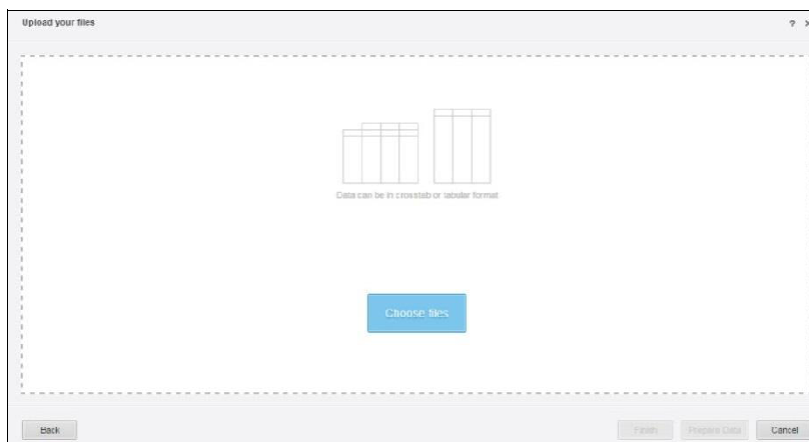 Upload your files
? ×
Data can be in crosstab or tabular format
Choose files
Back
Finish
Prepare Data
Cancel